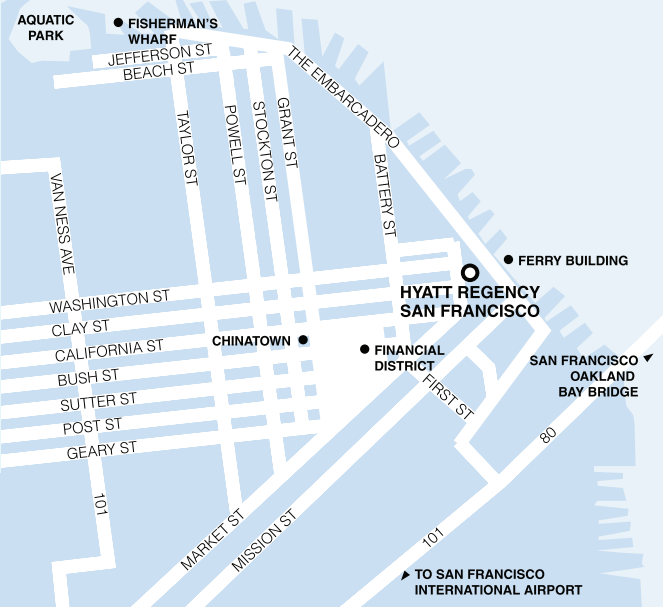 AQUATIC
PARK
FISHERMAN'S
WHARF
JEFFERSON ST
BEACH ST
THE EMBARCADERO
TAYLOR ST
POWELL ST
STOCKTON ST
GRANT ST
BATTERY ST
VAN NESS AVE
FERRY BUILDING
HYATT REGENCY
SAN FRANCISCO
WASHINGTON ST
CLAY ST
CALIFORNIA ST
BUSH ST
SUTTER ST
POST ST
GEARY ST
CHINATOWN
FINANCIAL
DISTRICT
FIRST ST
SAN FRANCISCO
OAKLAND
BAY BRIDGE
80
101
MARKET ST
MISSION ST
101
TO SAN FRANCISCO
INTERNATIONAL AIRPORT